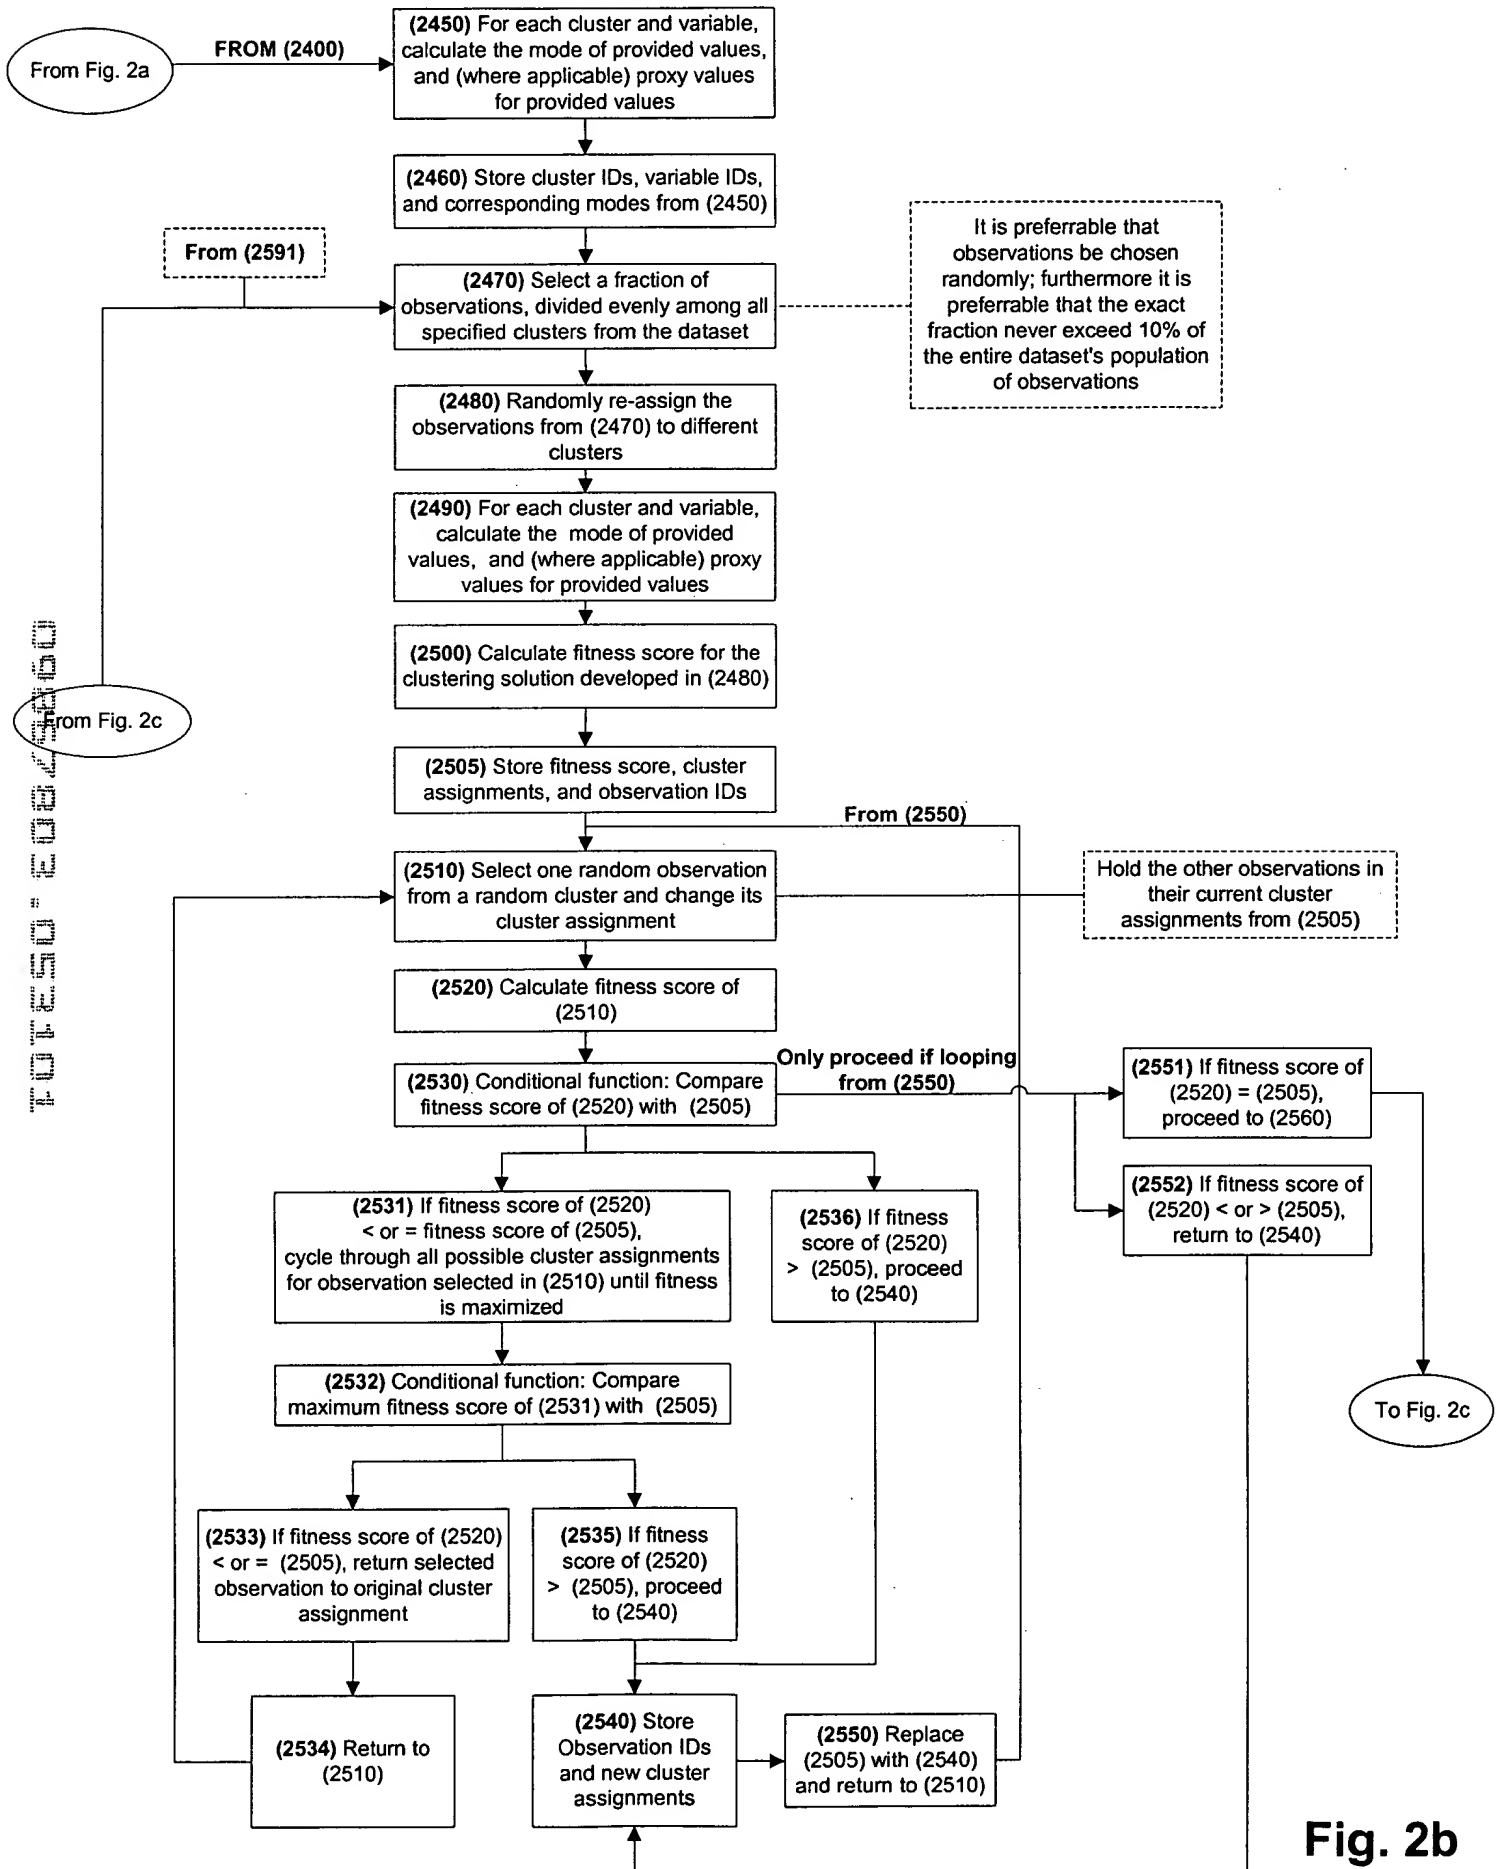 (2450) For each cluster and variable,
calculate the mode of provided values,
and (where applicable) proxy values
for provided values
FROM (2400)
From Fig. 2a
(2460) Store cluster IDs, variable IDs,
and corresponding modes from (2450)
From (2591)
(2470) Select a fraction of
observations, divided evenly among all
specified clusters from the dataset
It is preferrable that
observations be chosen
randomly; furthermore it is
preferrable that the exact
fraction never exceed 10% of
the entire dataset's population
of observations
(2480) Randomly re-assign the
observations from (2470) to different
clusters
(2490) For each cluster and variable,
calculate the mode of provided
values, and (where applicable) proxy
values for provided values
(2500) Calculate fitness score for the
clustering solution developed in (2480)
From Fig. 2c
(2505) Store fitness score, cluster
assignments, and observation IDs
From (2550)
(2510) Select one random observation
from a random cluster and change its
cluster assignment
Hold the other observations in
their current cluster
assignments from (2505)
(2520) Calculate fitness score of
(2510)
(2530) Conditional function: Compare
fitness score of (2520) with (2505)
Only proceed if looping
from (2550)
(2551) If fitness score of
(2520) = (2505),
proceed to (2560)
(2552) If fitness score of
(2520) < or > (2505),
return to (2540)
(2531) If fitness score of (2520)
< or = fitness score of (2505),
cycle through all possible cluster assignments
for observation selected in (2510) until fitness
is maximized
(2536) If fitness
score of (2520)
> (2505), proceed
to (2540)
(2532) Conditional function: Compare
maximum fitness score of (2531) with (2505)
To Fig. 2c
(2533) If fitness score of (2520)
< or = (2505), return selected
observation to original cluster
assignment
(2535) If fitness
score of (2520)
> (2505), proceed
to (2540)
(2534) Return to
(2510)
(2540) Store
Observation IDs
and new cluster
assignments
(2550) Replace
(2505) with (2540)
and return to (2510)
Fig. 2b